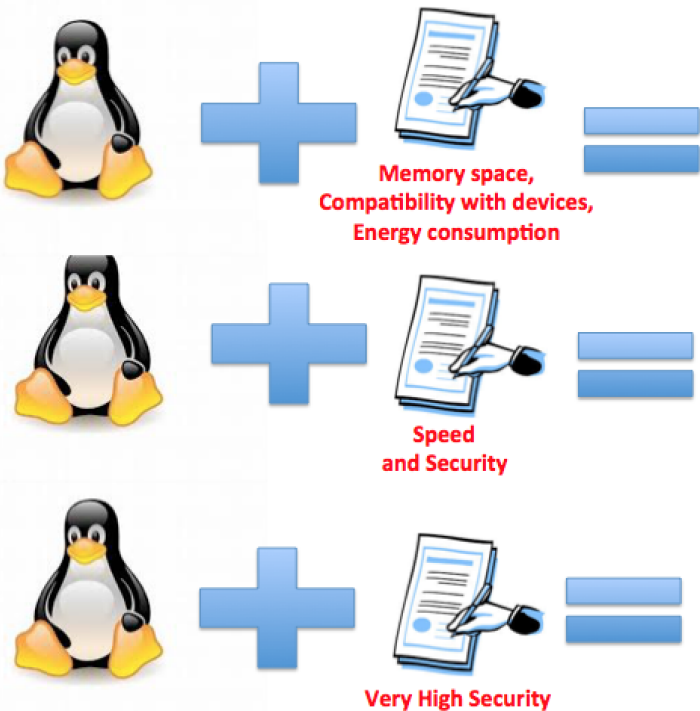 Memory space,
Compatibility with devices,
Energy consumption
Speed
and Security
Very High Security